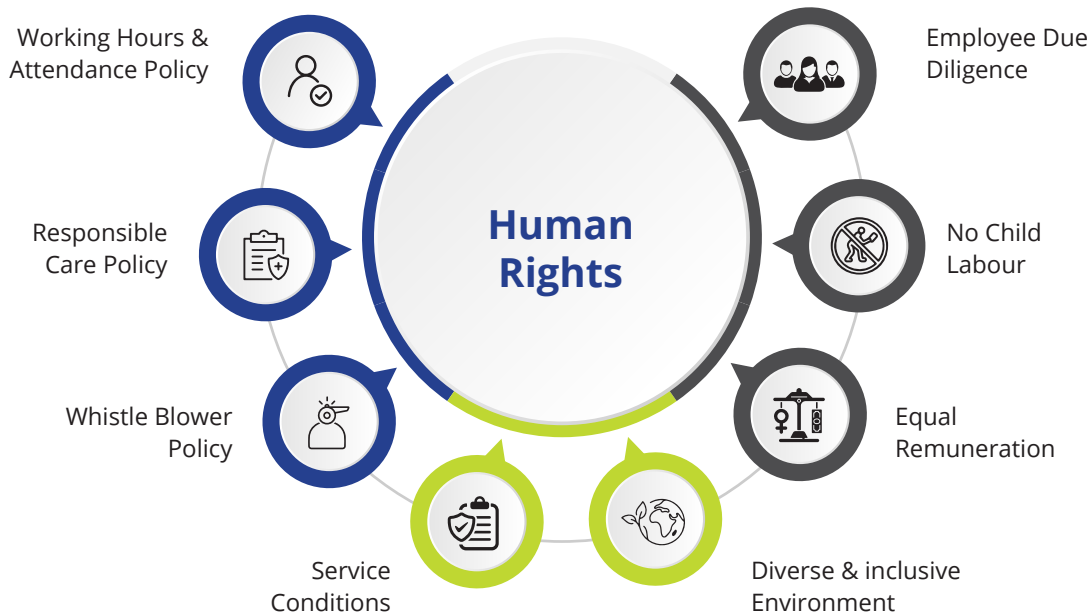 Working Hours &
Attendance Policy
Employee Due
Diligence
Human
Rights
Responsible
Care Policy
No Child
Labour
Whistle Blower
Policy
Equal
Remuneration
Service
Conditions
Diverse & inclusive
Environment